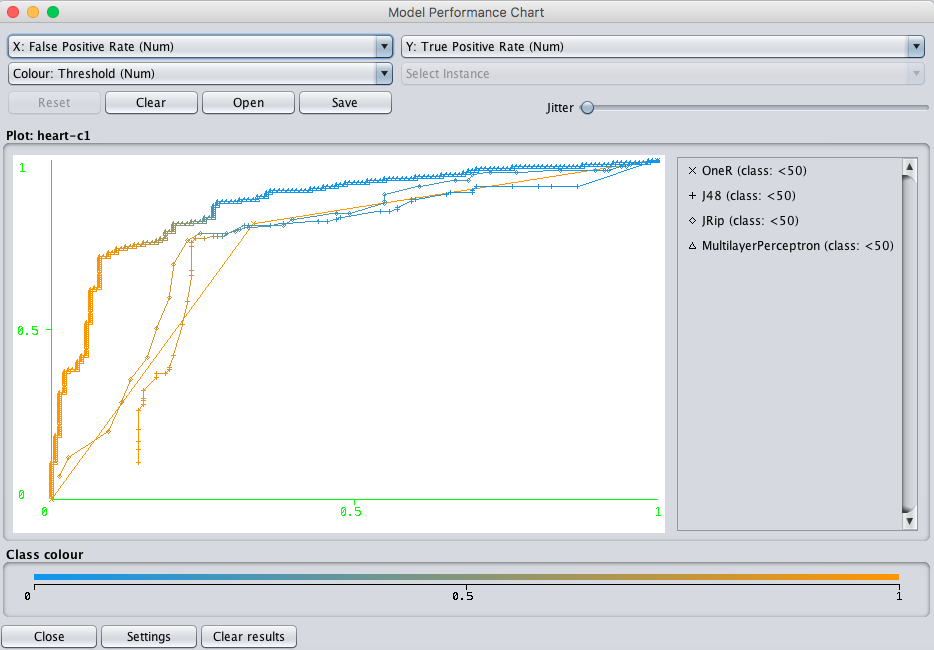 Model Performance Chart
X: False Positive Rate (Num)
Y: True Positive Rate (Num)
Colour: Threshold (Num)
Select Instance
Reset
Clear
Open
Save
Jitter
Plot: heart-c1
1
0.5
0
0
0.5
1
OneR (class: <50)
J48 (class: <50)
JRip (class: <50)
MultilayerPerceptron (class: <50)
Class colour
0
0.5
1
Close
Settings
Clear results